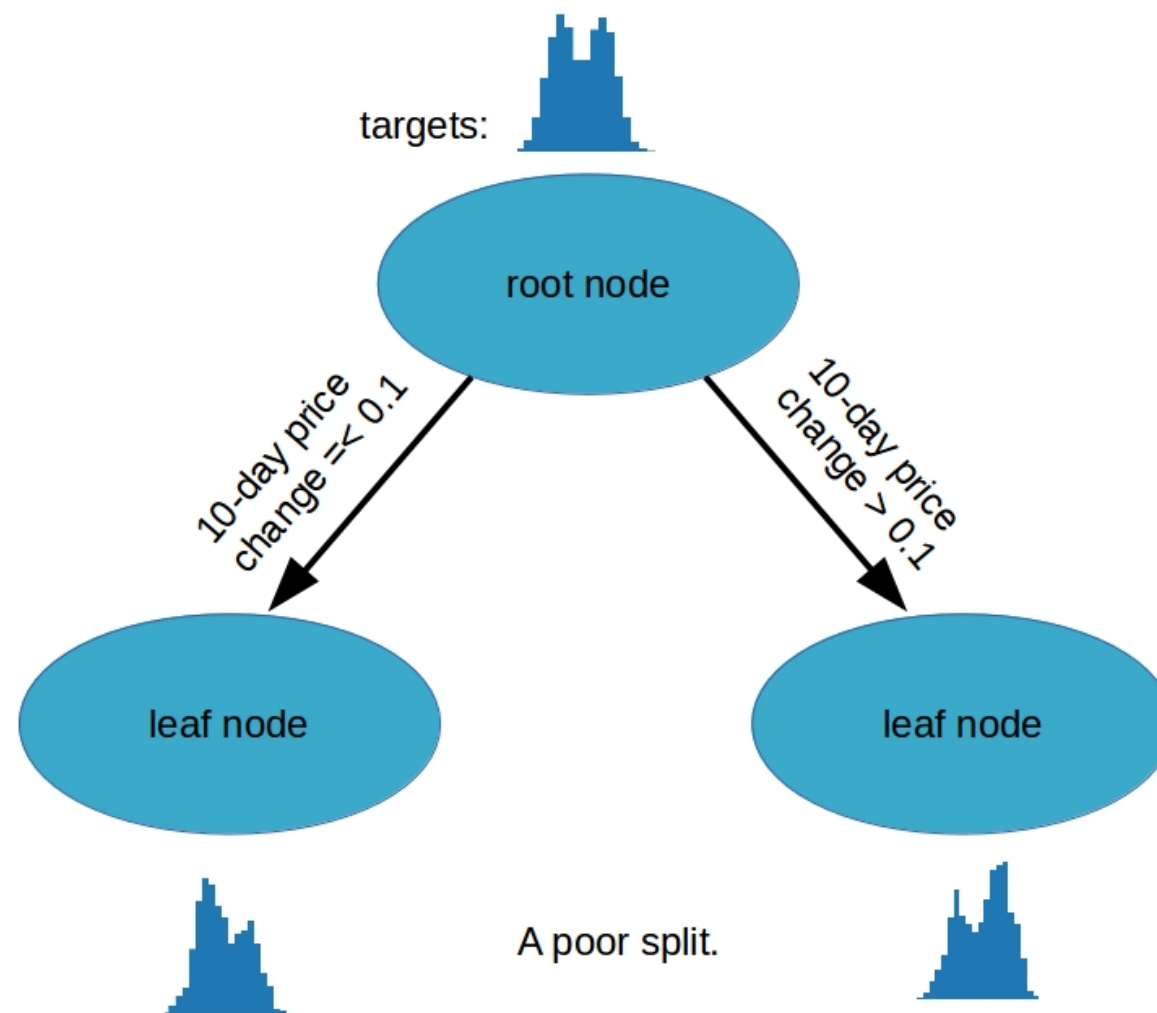 targets:
root node
10-day price
change =< 0.1
10-day price
change > 0.1
leaf node
leaf node
A poor split.